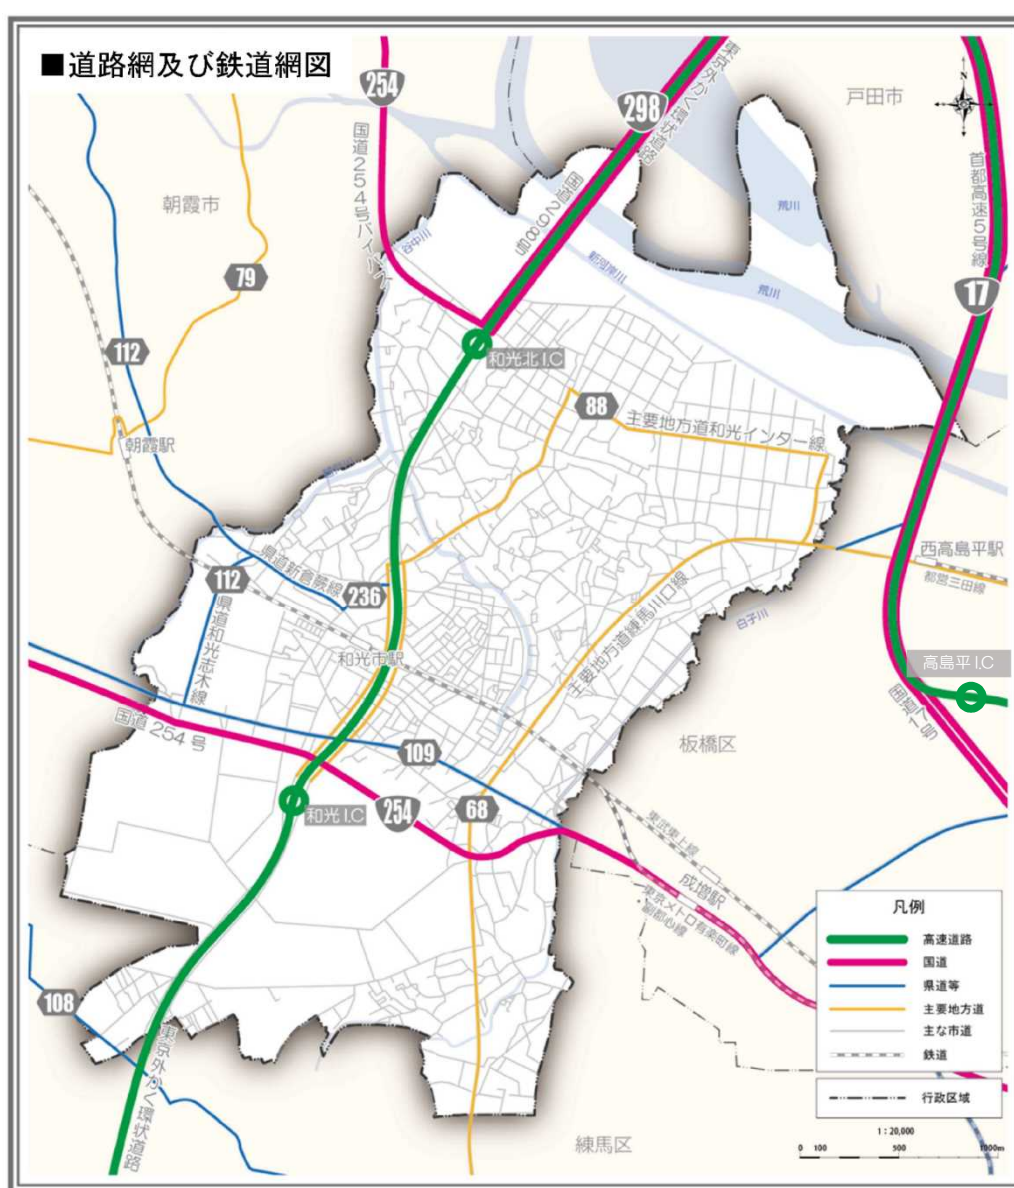 ■道路網及び鉄道網図
254
298
東京外かく環状道路
戸田市
N
国道254号バイパス
国道298号
首都高速5号線
朝霞市
荒川
谷中川
新河岸川
荒川
79
17
112
和光北I.C
88
主要地方道和光インター線
朝霞駅
西高島平駅
県道新倉蕨線
112
236
都営三田線
県道和光志木線
主要地方道練馬川口線
白子川
和光市駅
高島平I.C
国道17号
国道254号
板橋区
109
和光I.C
254
68
東武東上線
成増駅
東京メトロ有楽町線
副都心線
108
東京外かく環状道路
練馬区
凡例
高速道路
国道
県道等
主要地方道
主な市道
鉄道
行政区域
1：20,000
0 100 500 1000m